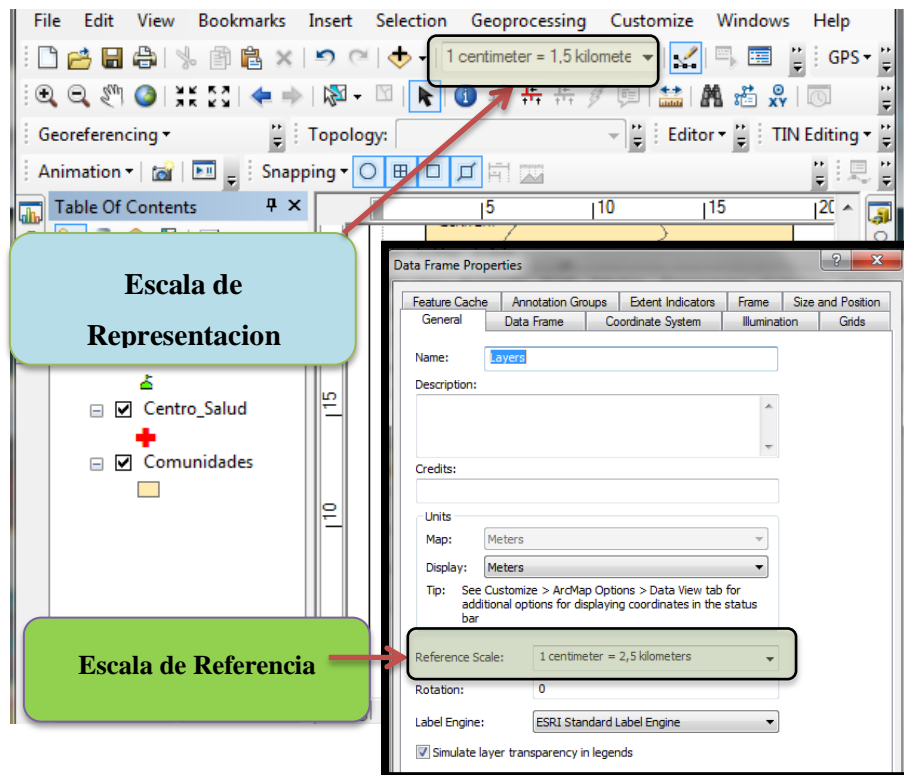 File Edit View Bookmarks Insert Selection Geoprocessing Customize Windows Help
1 centimeter = 1,5 kilomete
GPS
XY
Georeferencing Topology: Editor TIN Editing
Animation Snapping
Table Of Contents
5 10 15 20
Escala de
Representacion
Centro_Salud
Comunidades
15
10
Escala de Referencia
Data Frame Properties
Feature Cache Annotation Groups Extent Indicators Frame Size and Position
General Data Frame Coordinate System Illumination Grids
Name: Layers
Description:
Credits:
Units
Map: Meters
Display: Meters
Tip: See Customize > ArcMap Options > Data View tab for
additional options for displaying coordinates in the status
bar
Reference Scale: 1 centimeter = 2,5 kilometers
Rotation: 0
Label Engine: ESRI Standard Label Engine
Simulate layer transparency in legends